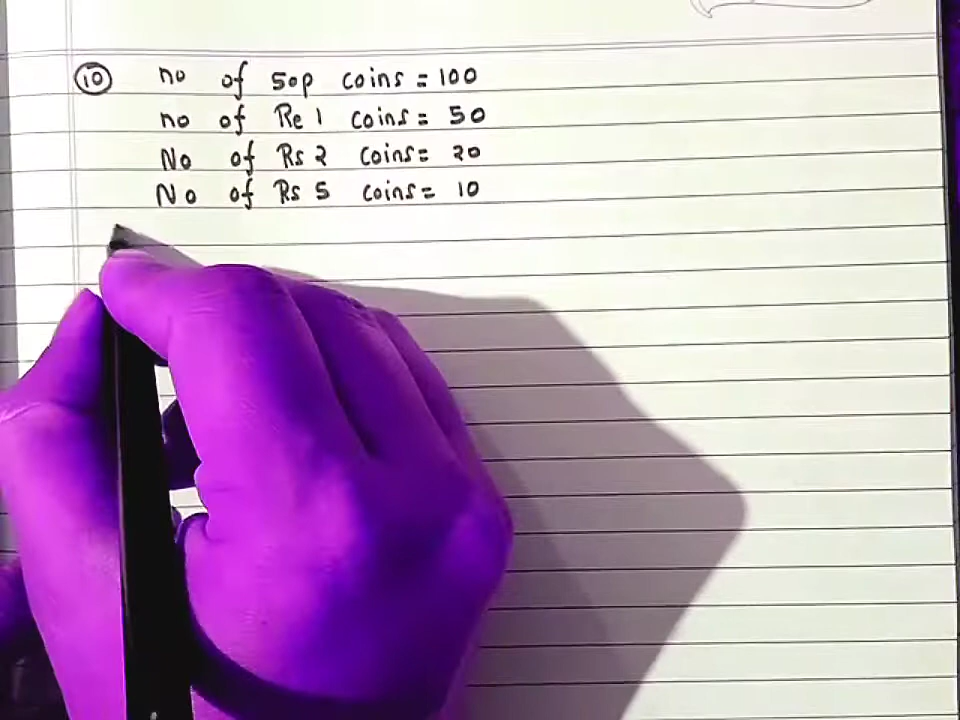 10 no of 50p coins = 100
no of Re 1 coins = 50
No of Rs 2 coins = 20
No of Rs 5 coins = 10